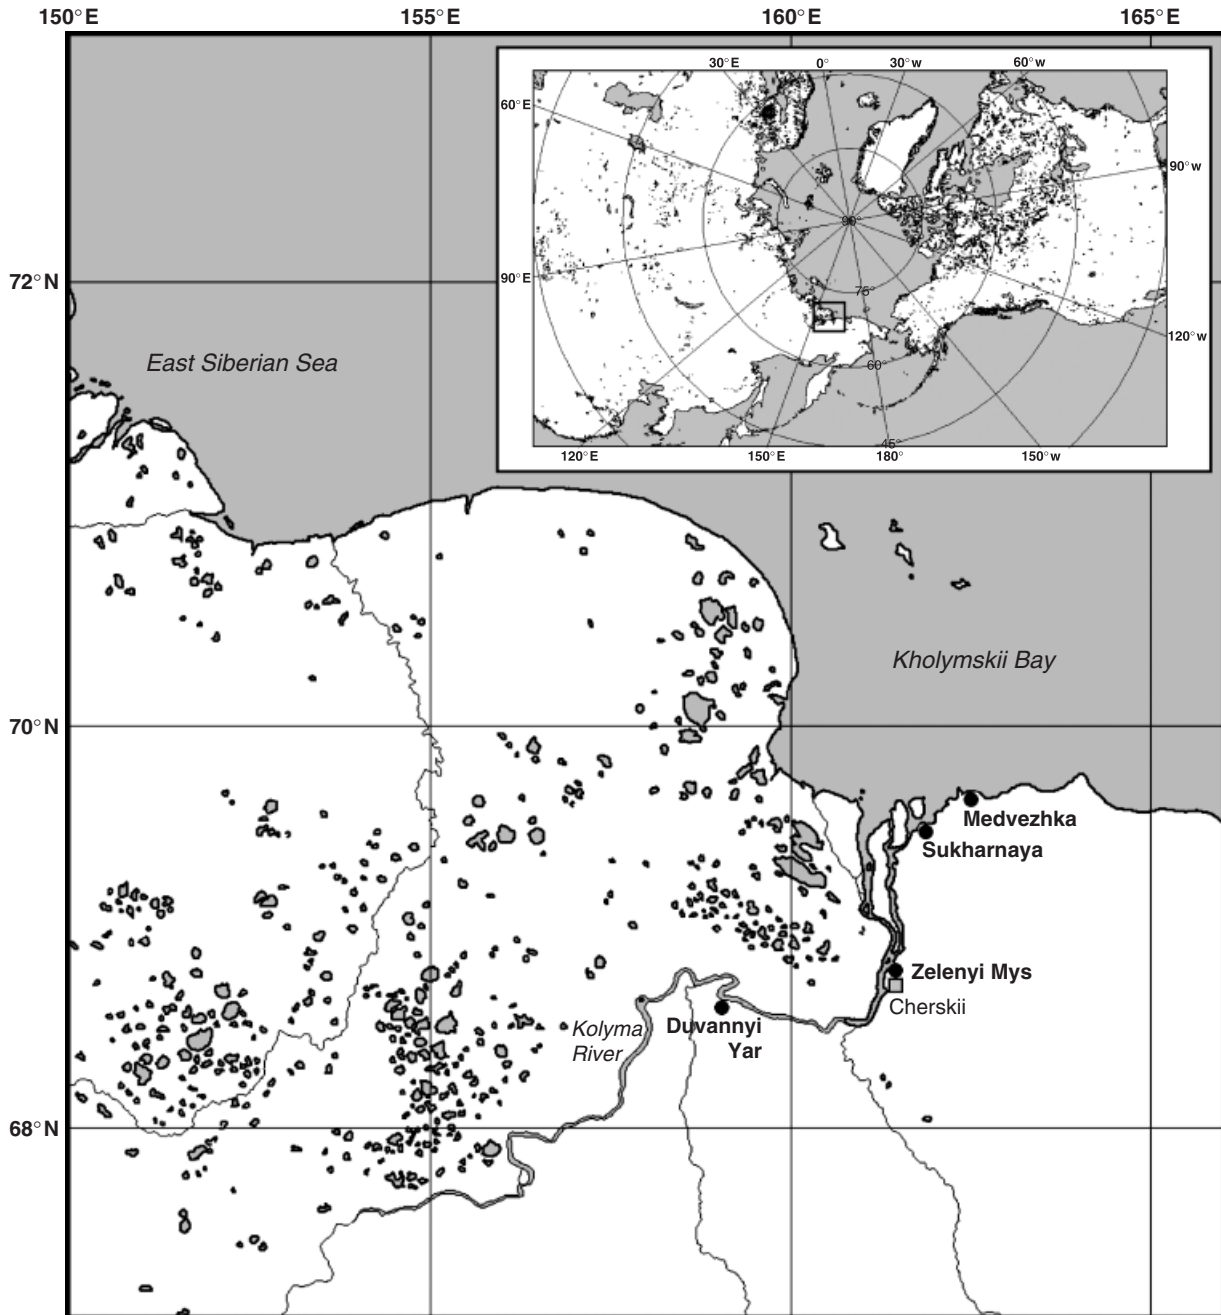 150°E 155°E 160°E 165°E
30°E 0° 30°W 60°W
60°E
90°W
90°
90°E
75°
120°W
60°
45°
120°E 150°E 180° 150°W
72°N
East Siberian Sea
Kholymskii Bay
70°N
Medvezhka
Sukharnaya
Zelenyi Mys
Cherskii
Kolyma
River
Duvannyi
Yar
68°N